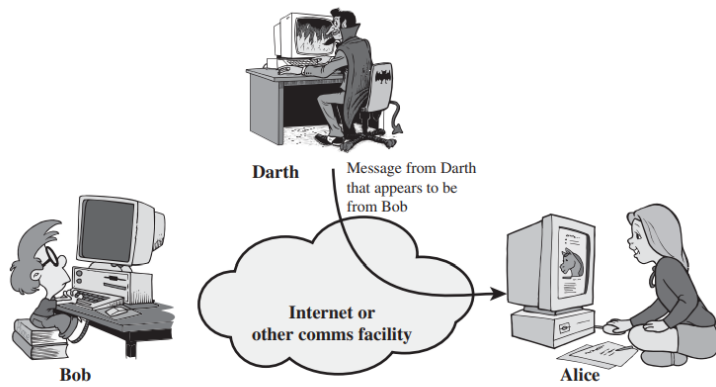 Darth
Message from Darth
that appears to be
from Bob
Internet or
other comms facility
Bob
Alice